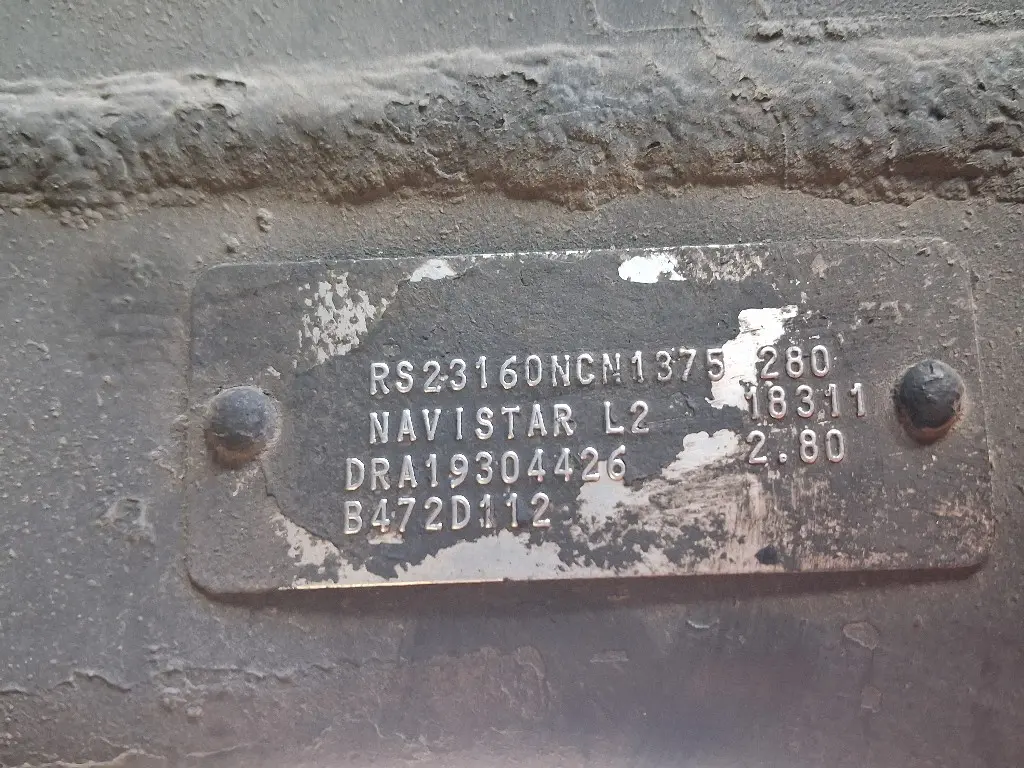 RS23160NCN1375 280
NAVISTAR L2 18311
DRA19304426 2.80
B472D112